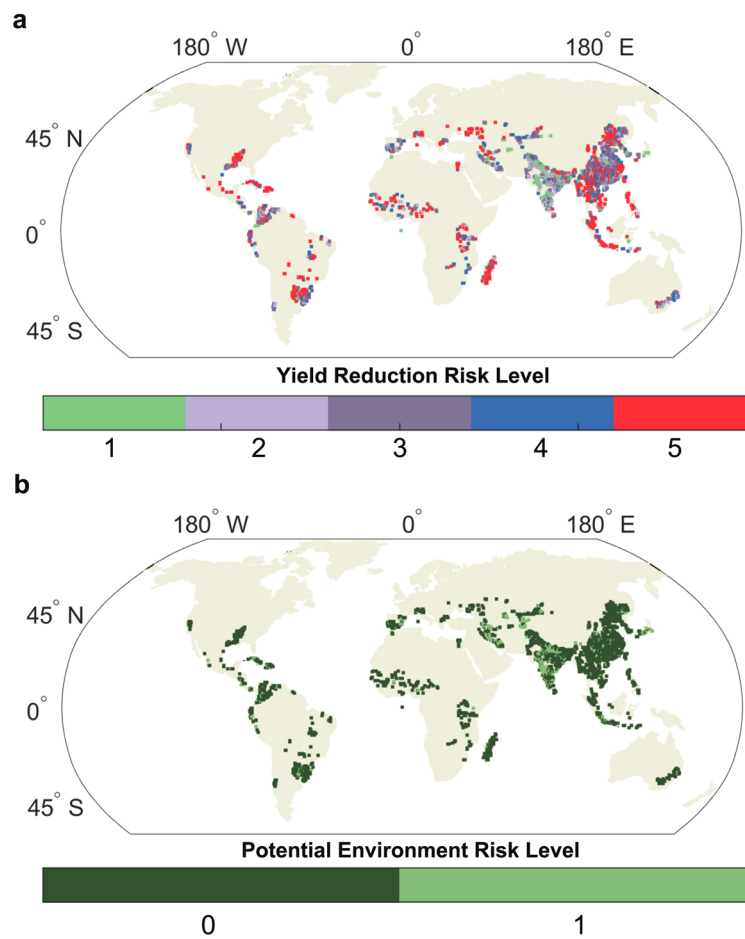 a
180° W 0° 180° E
45° N
0°
45° S
Yield Reduction Risk Level
1 2 3 4 5
b
180° W 0° 180° E
45° N
0°
45° S
Potential Environment Risk Level
0 1